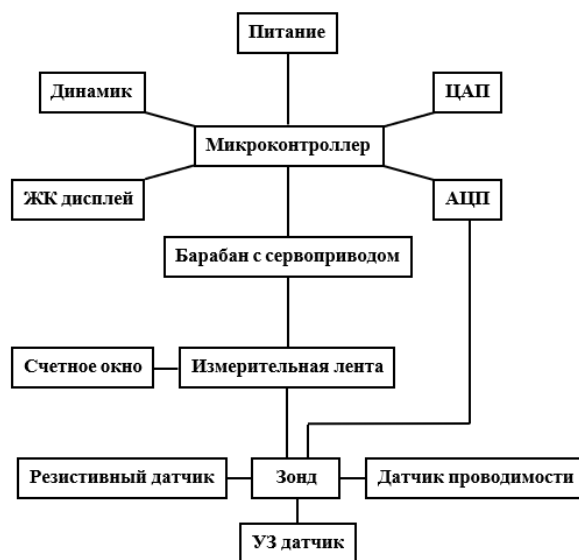 Питание
Динамик
ЦАП
Микроконтроллер
ЖК дисплей
АЦП
Барабан с сервоприводом
Счетное окно
Измерительная лента
Резистивный датчик
Зонд
Датчик проводимости
УЗ датчик